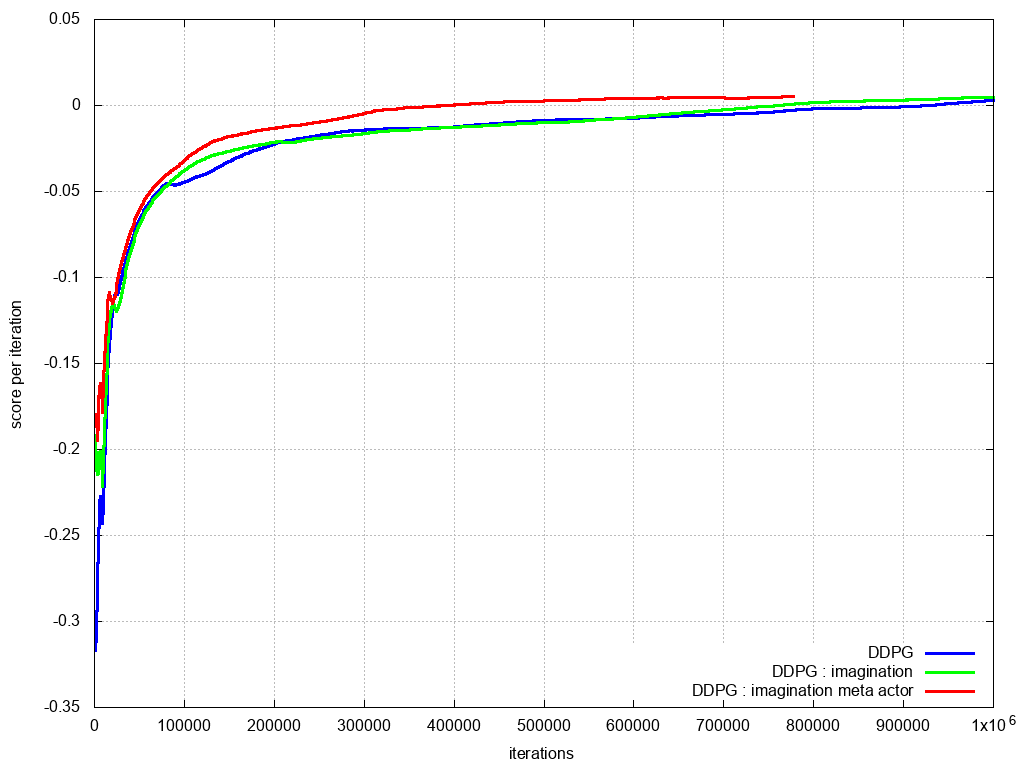 0.05
0
-0.05
-0.1
-0.15
-0.2
-0.25
-0.3
-0.35
score per iteration
DDPG
DDPG : imagination
DDPG : imagination meta actor
0 100000 200000 300000 400000 500000 600000 700000 800000 900000 1x10⁶
iterations